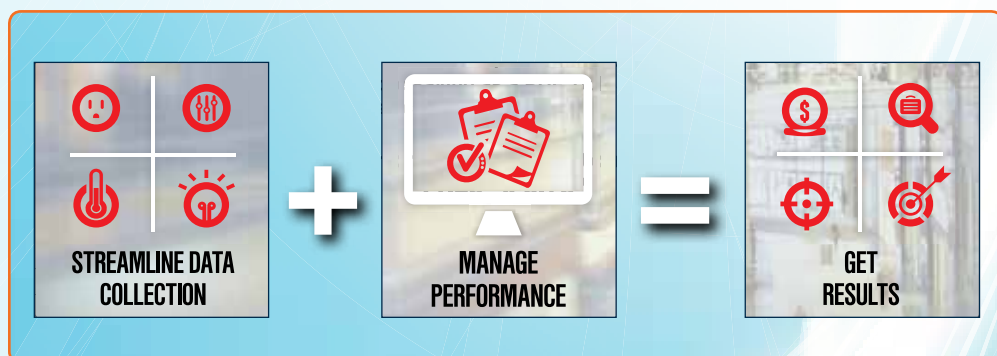 STREAMLINE DATA
COLLECTION
MANAGE
PERFORMANCE
$
GET
RESULTS